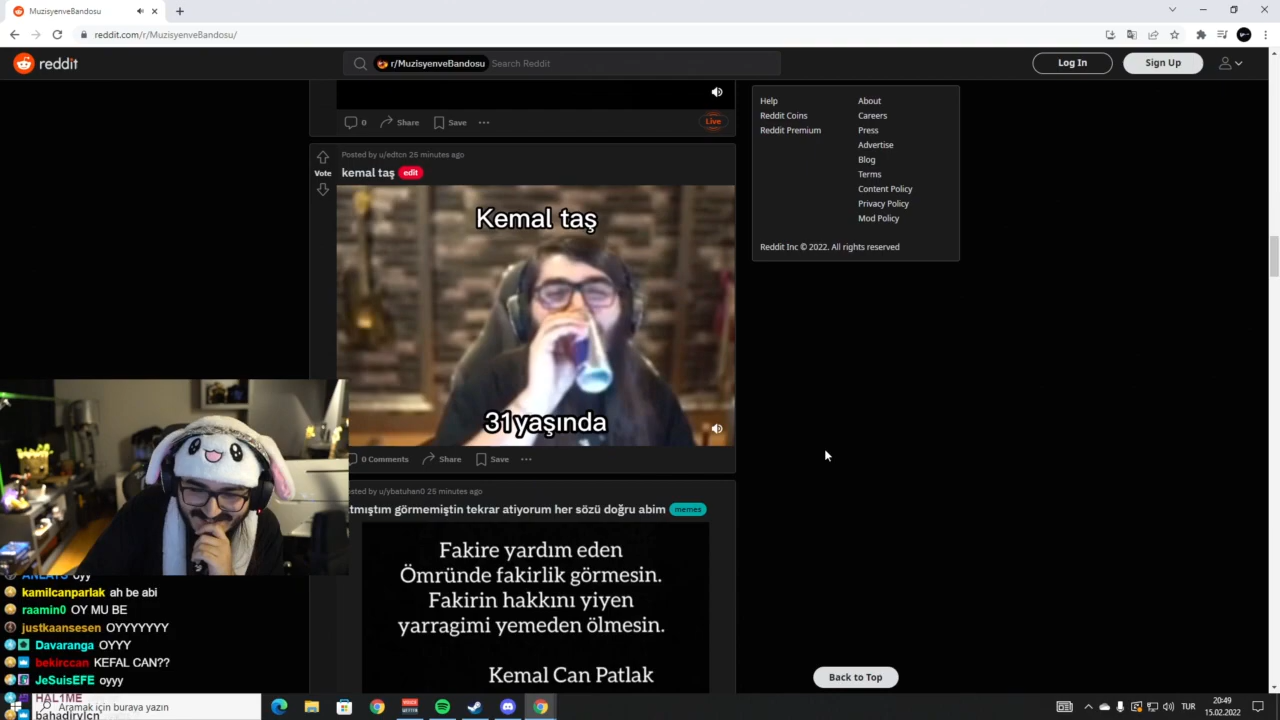 MuzisyenveBandosu
reddit.com/r/MuzisyenveBandosu/
reddit
r/MuzisyenveBandosu
Search Reddit
Log In
Sign Up
0
Share
Save
Live
Help
Reddit Coins
Reddit Premium
About
Careers
Press
Advertise
Blog
Terms
Content Policy
Privacy Policy
Mod Policy
Reddit Inc © 2022. All rights reserved
Posted by u/edtcn 25 minutes ago
Vote
kemal taş edit
Kemal taş
31 yaşında
0 Comments
Share
Save
sted by u/ybatuhan0 25 minutes ago
tmıştım görmemiştin tekrar atiyorum her sözü doğru abim memes
Fakire yardım eden
Ömründe fakirlik görmesin.
Fakirin hakkını yiyen
yarragimi yemeden ölmesin.
Kemal Can Patlak
Back to Top
oyy
kamilcanparlak ah be abi
raamin0 OY MU BE
justkaansesen OYYYYYYY
Davaranga OYYY
bekirccan KEFAL CAN??
JeSuisEFE oyyy
HAL1ME
Aramak için buraya yazın
TUR
20:49
15.02.2022